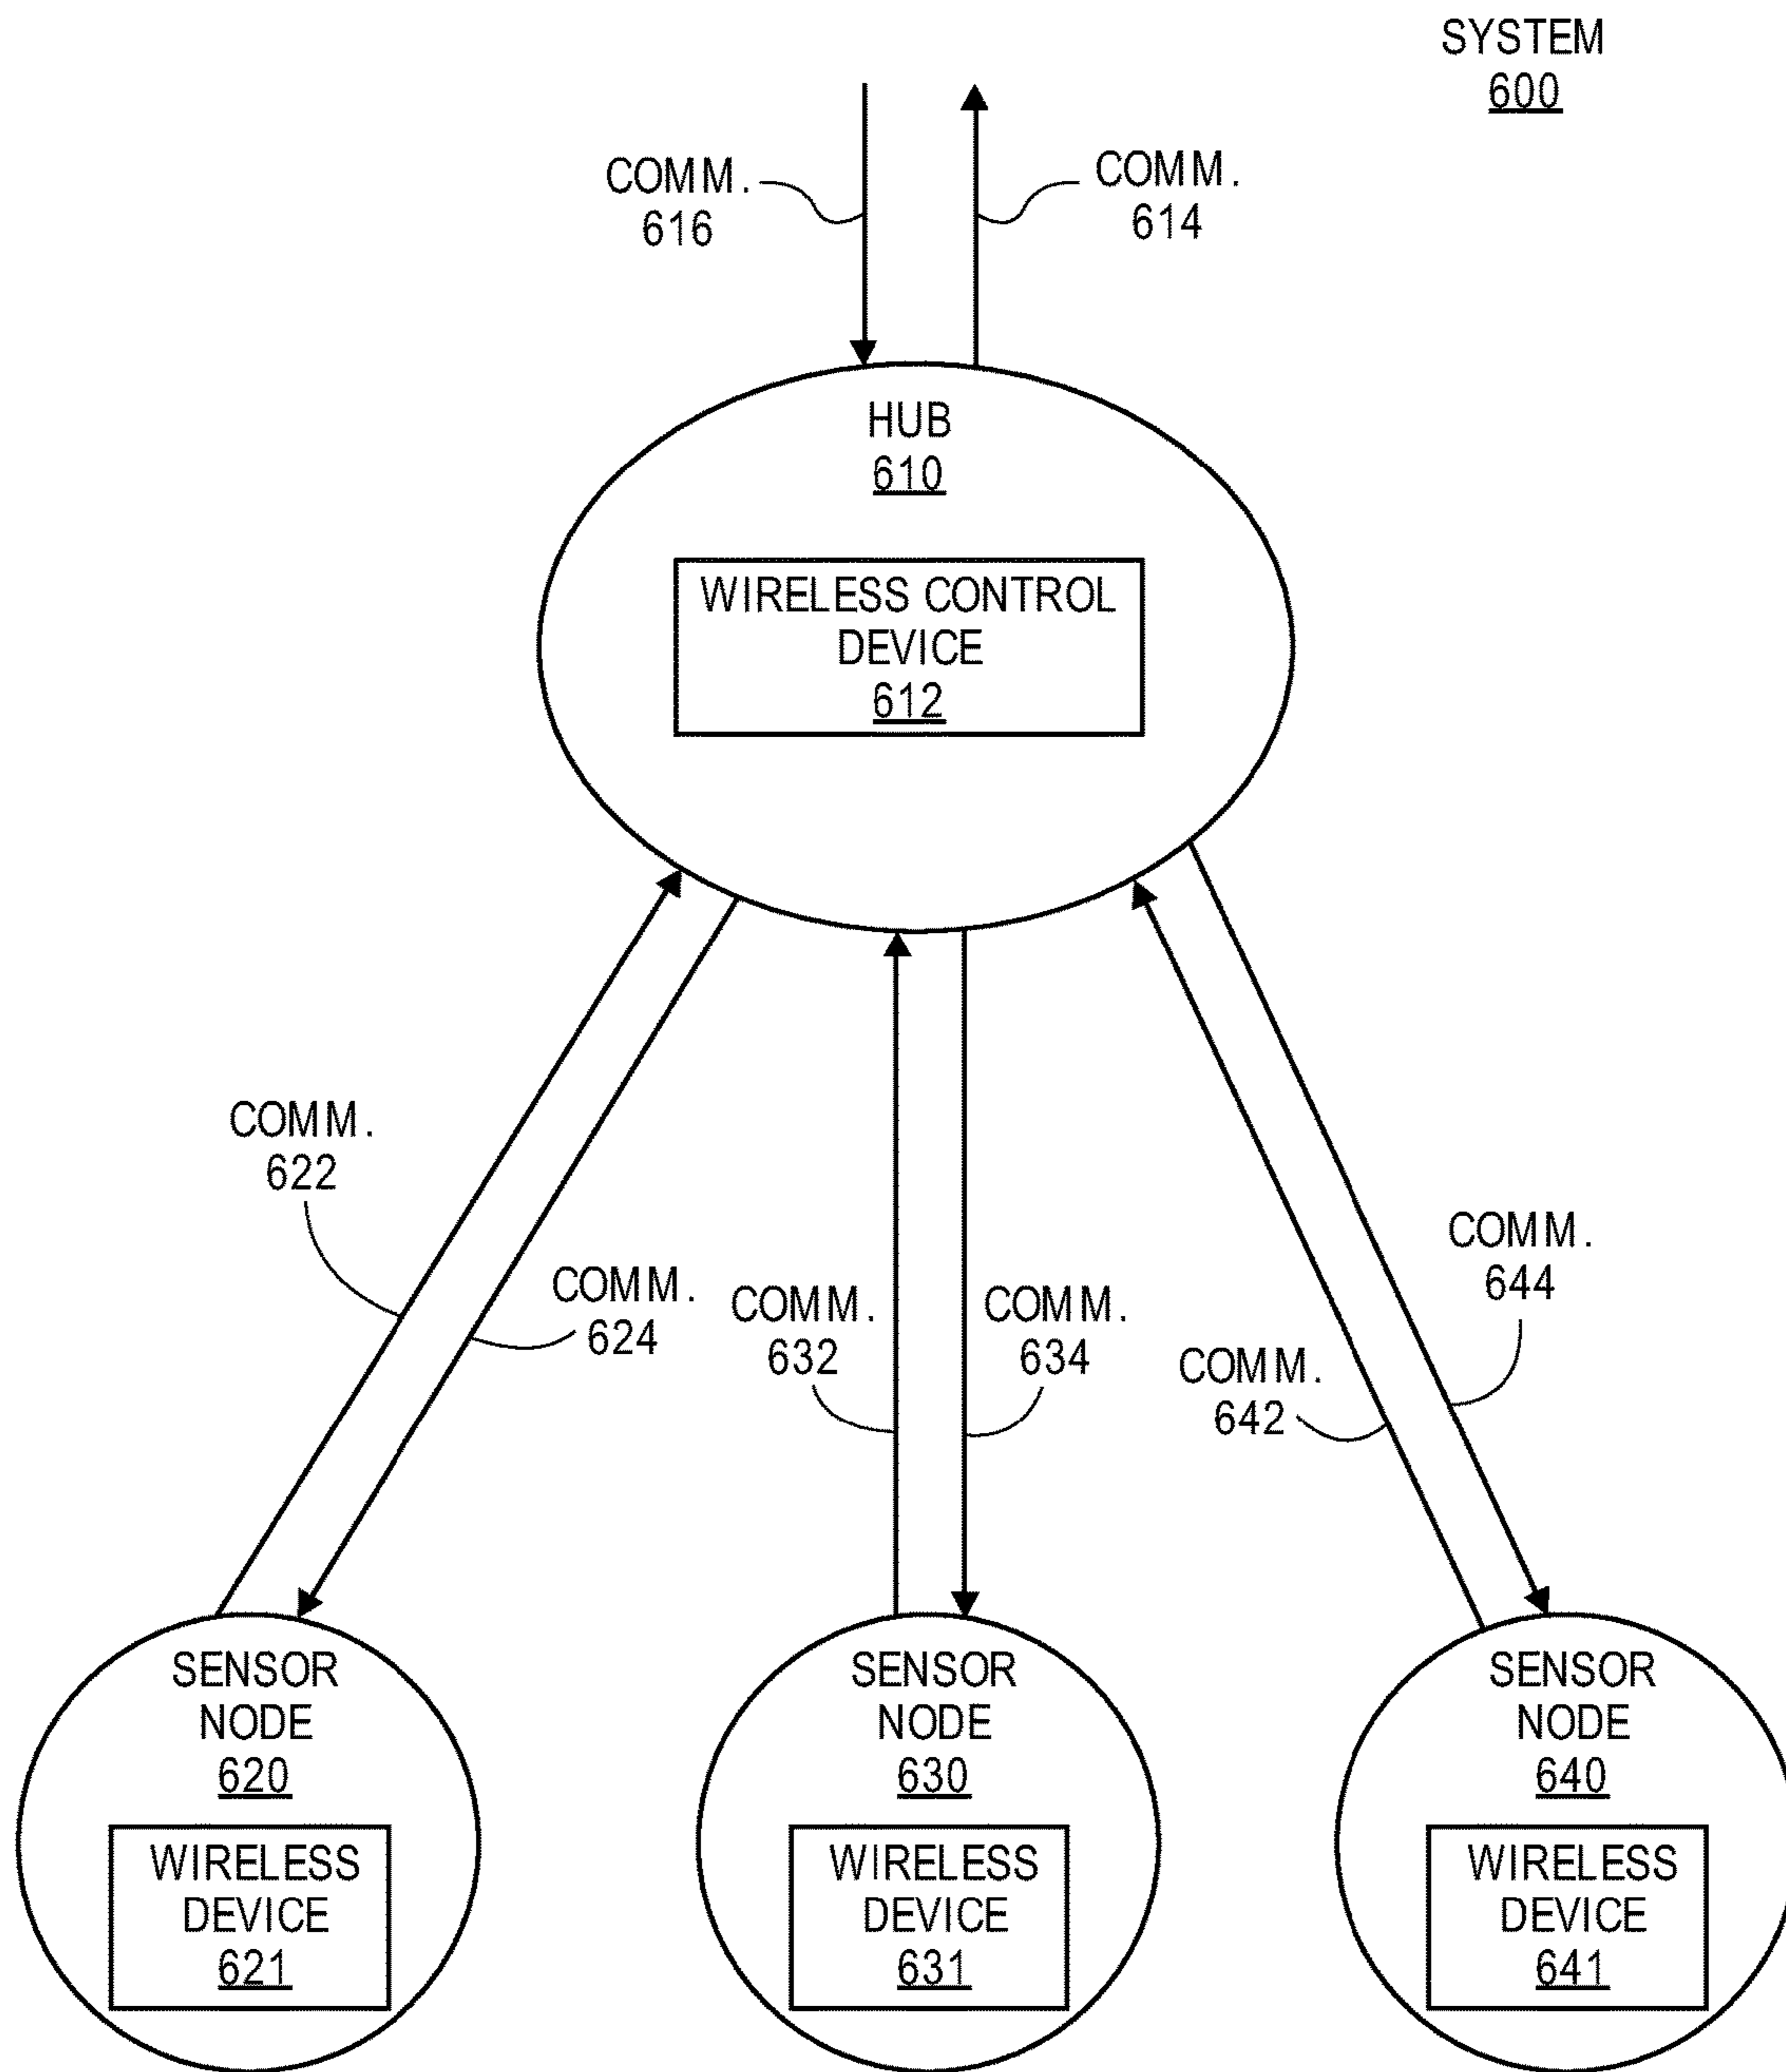 SYSTEM
600
COMM.
616
COMM.
614
HUB
610
WIRELESS CONTROL
DEVICE
612
COMM.
622
COMM.
624
COMM.
632
COMM.
634
COMM.
642
COMM.
644
SENSOR
NODE
620
WIRELESS
DEVICE
621
SENSOR
NODE
630
WIRELESS
DEVICE
631
SENSOR
NODE
640
WIRELESS
DEVICE
641